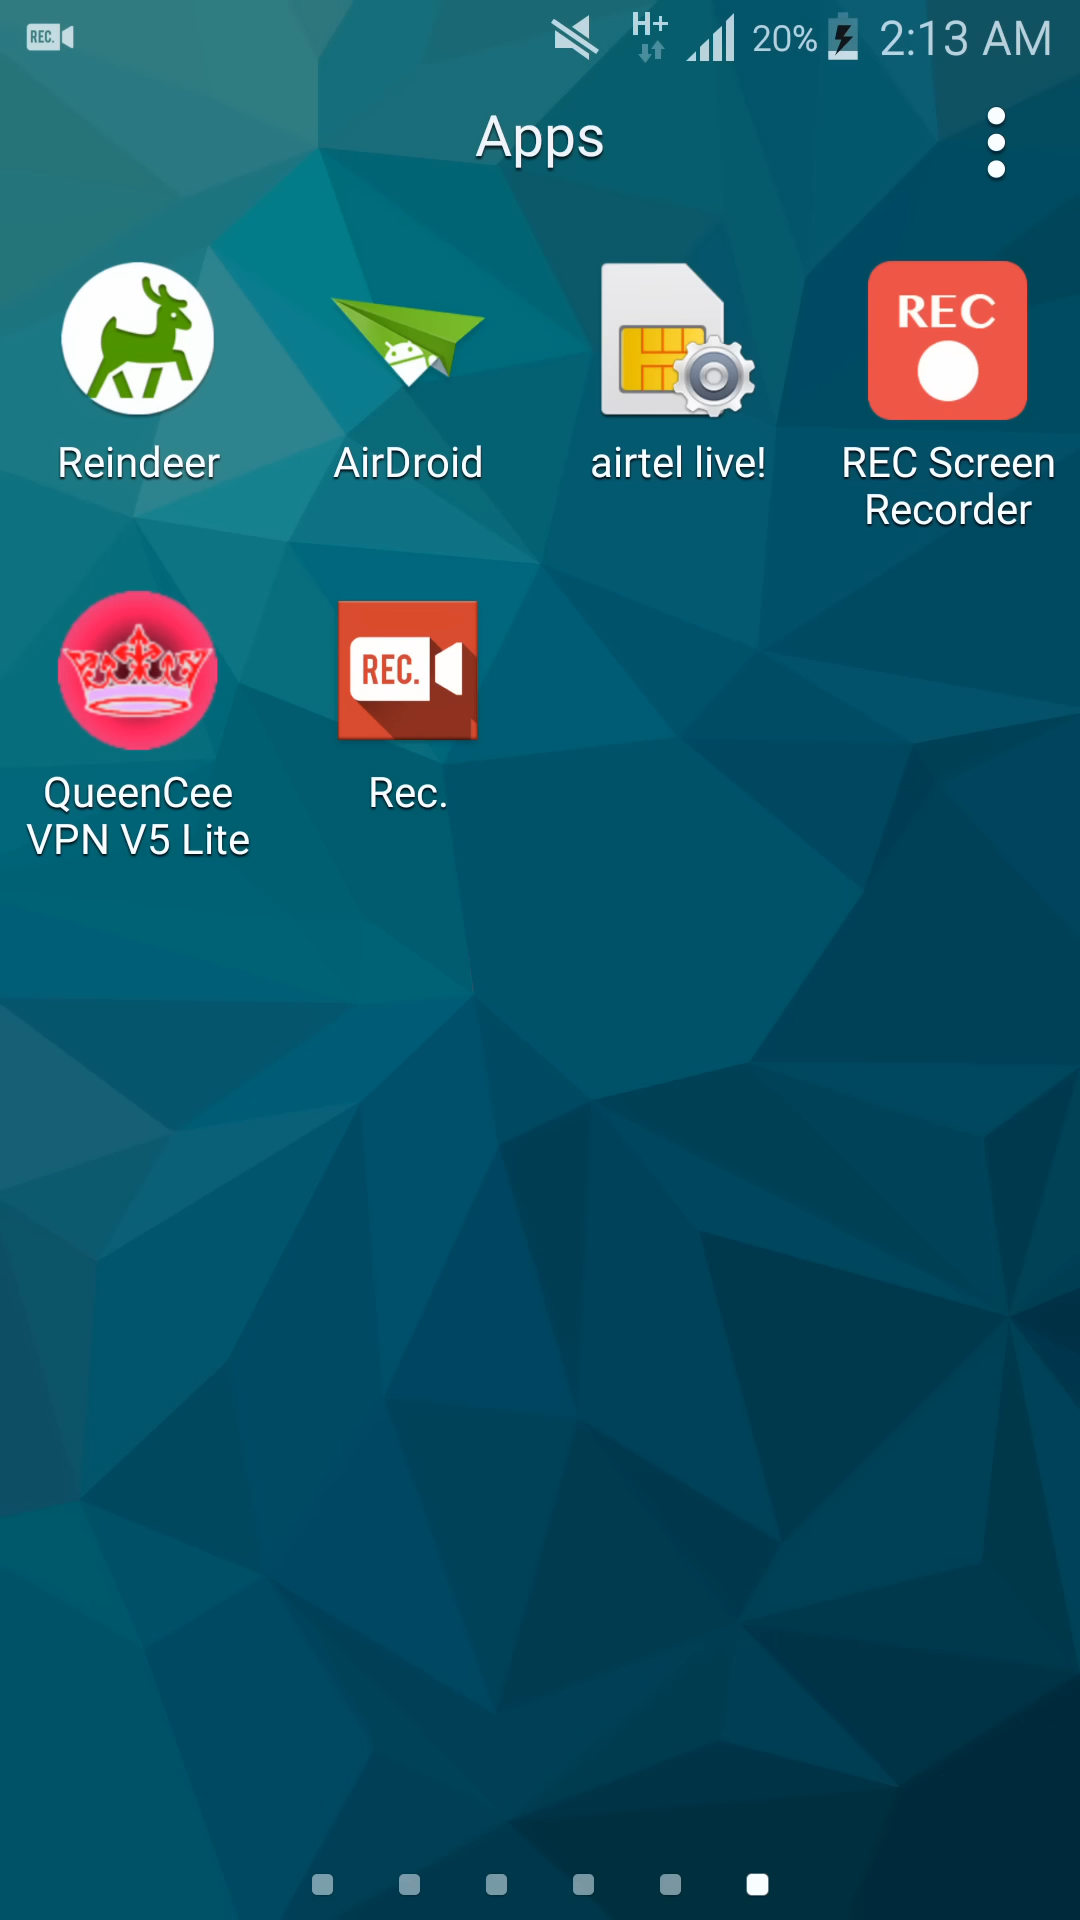 REC.
H+ 20% 2:13 AM
Apps
REC
Reindeer
AirDroid
airtel live!
REC Screen
Recorder
REC.
QueenCee
VPN V5 Lite
Rec.